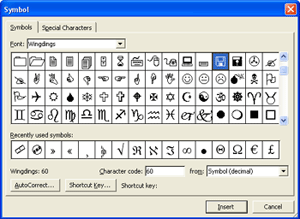 Symbol
Symbols Special Characters
Font: Wingdings
Recently used symbols:
Wingdings: 60 Character code: 60 from: Symbol (decimal)
AutoCorrect... Shortcut Key... Shortcut key:
Insert Cancel